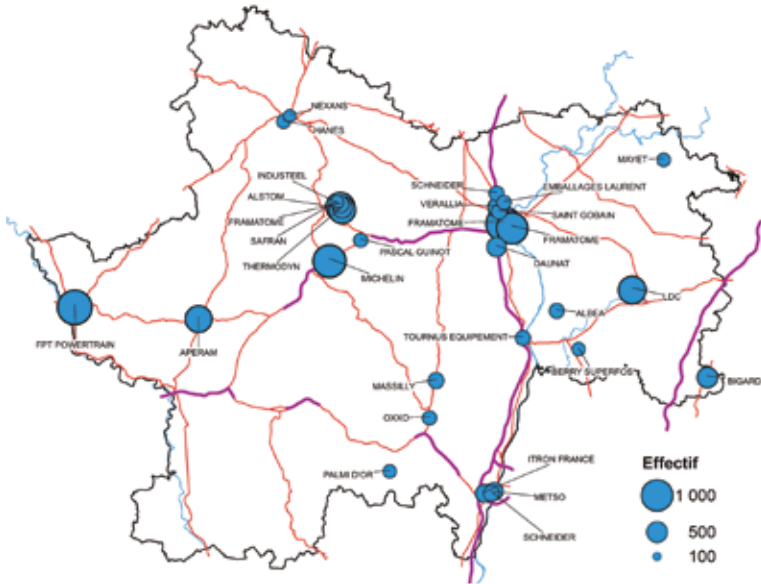 NEXANS
HANES
MAYET
INDUSTEEL
SCHNEIDER
EMBALLAGES LAURENT
ALSTOM
VERALLIA
SAINT GOBAIN
FRAMATOME
FRAMATOME
FRAMATOME
SAFRAN
PASCAL GUINOT
DAUNAT
THERMODYN
MICHELIN
LDC
ALBEA
FPT POWERTRAIN
APERAM
TOURNUS EQUIPEMENT
BERRY SUPERFOS
MASSILLY
BIGARD
OXXO
ITRON FRANCE
PALMI D'OR
METSO
SCHNEIDER
Effectif
1 000
500
100